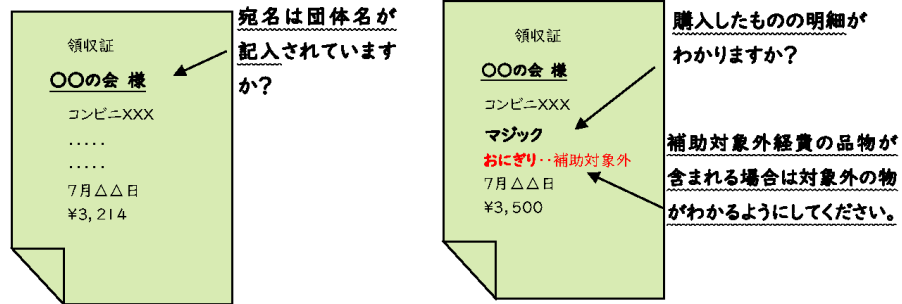 領収証
〇〇の会 様
コンビニXXX
.....
.....
7月△△日
¥3,214
宛名は団体名が
記入されています
か?
領収証
〇〇の会 様
コンビニXXX
マジック
おにぎり‥補助対象外
7月△△日
¥3,500
購入したものの明細が
わかりますか?
補助対象外経費の品物が
含まれる場合は対象外の物
がわかるようにしてください。